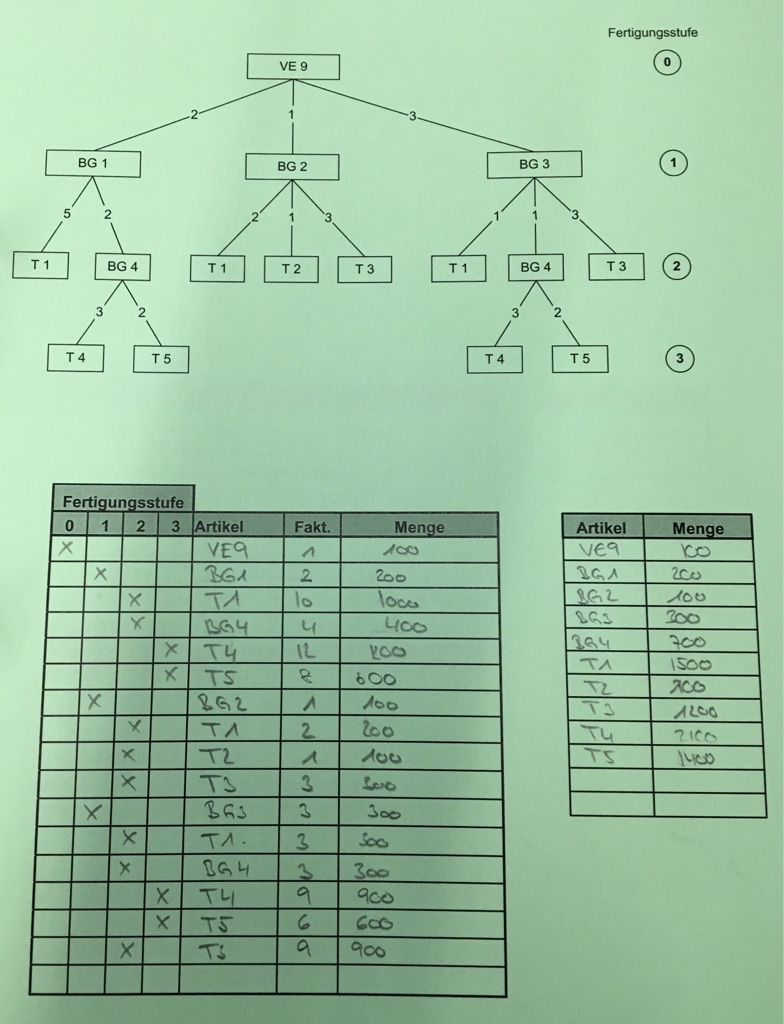 Fertigungsstufe
VE 9 0
2 1 3
BG 1 BG 2 BG 3 1
5 2 2 1 3 1 1 3
T 1 BG 4 T 1 T 2 T 3 T 1 BG 4 T 3 2
3 2 3 2
T 4 T 5 T 4 T 5 3
Fertigungsstufe
0 1 2 3 Artikel Fakt. Menge
X VE9 1 100
X BG1 2 200
X T1 10 1000
X BG4 4 400
X T4 12
X T5 8
X BG2 1 100
X T1 2 200
X T2 1 100
X T3 3 300
X BG3 3 300
X T1. 3 300
X BG4 3 300
X T4 9 900
X T5 6 600
X T3 9 900
Artikel Menge
VE9 100
BG1 200
BG2 100
BG3 300
BG4 700
T1 1500
T2
T3 1200
T4 2100
T5 1400